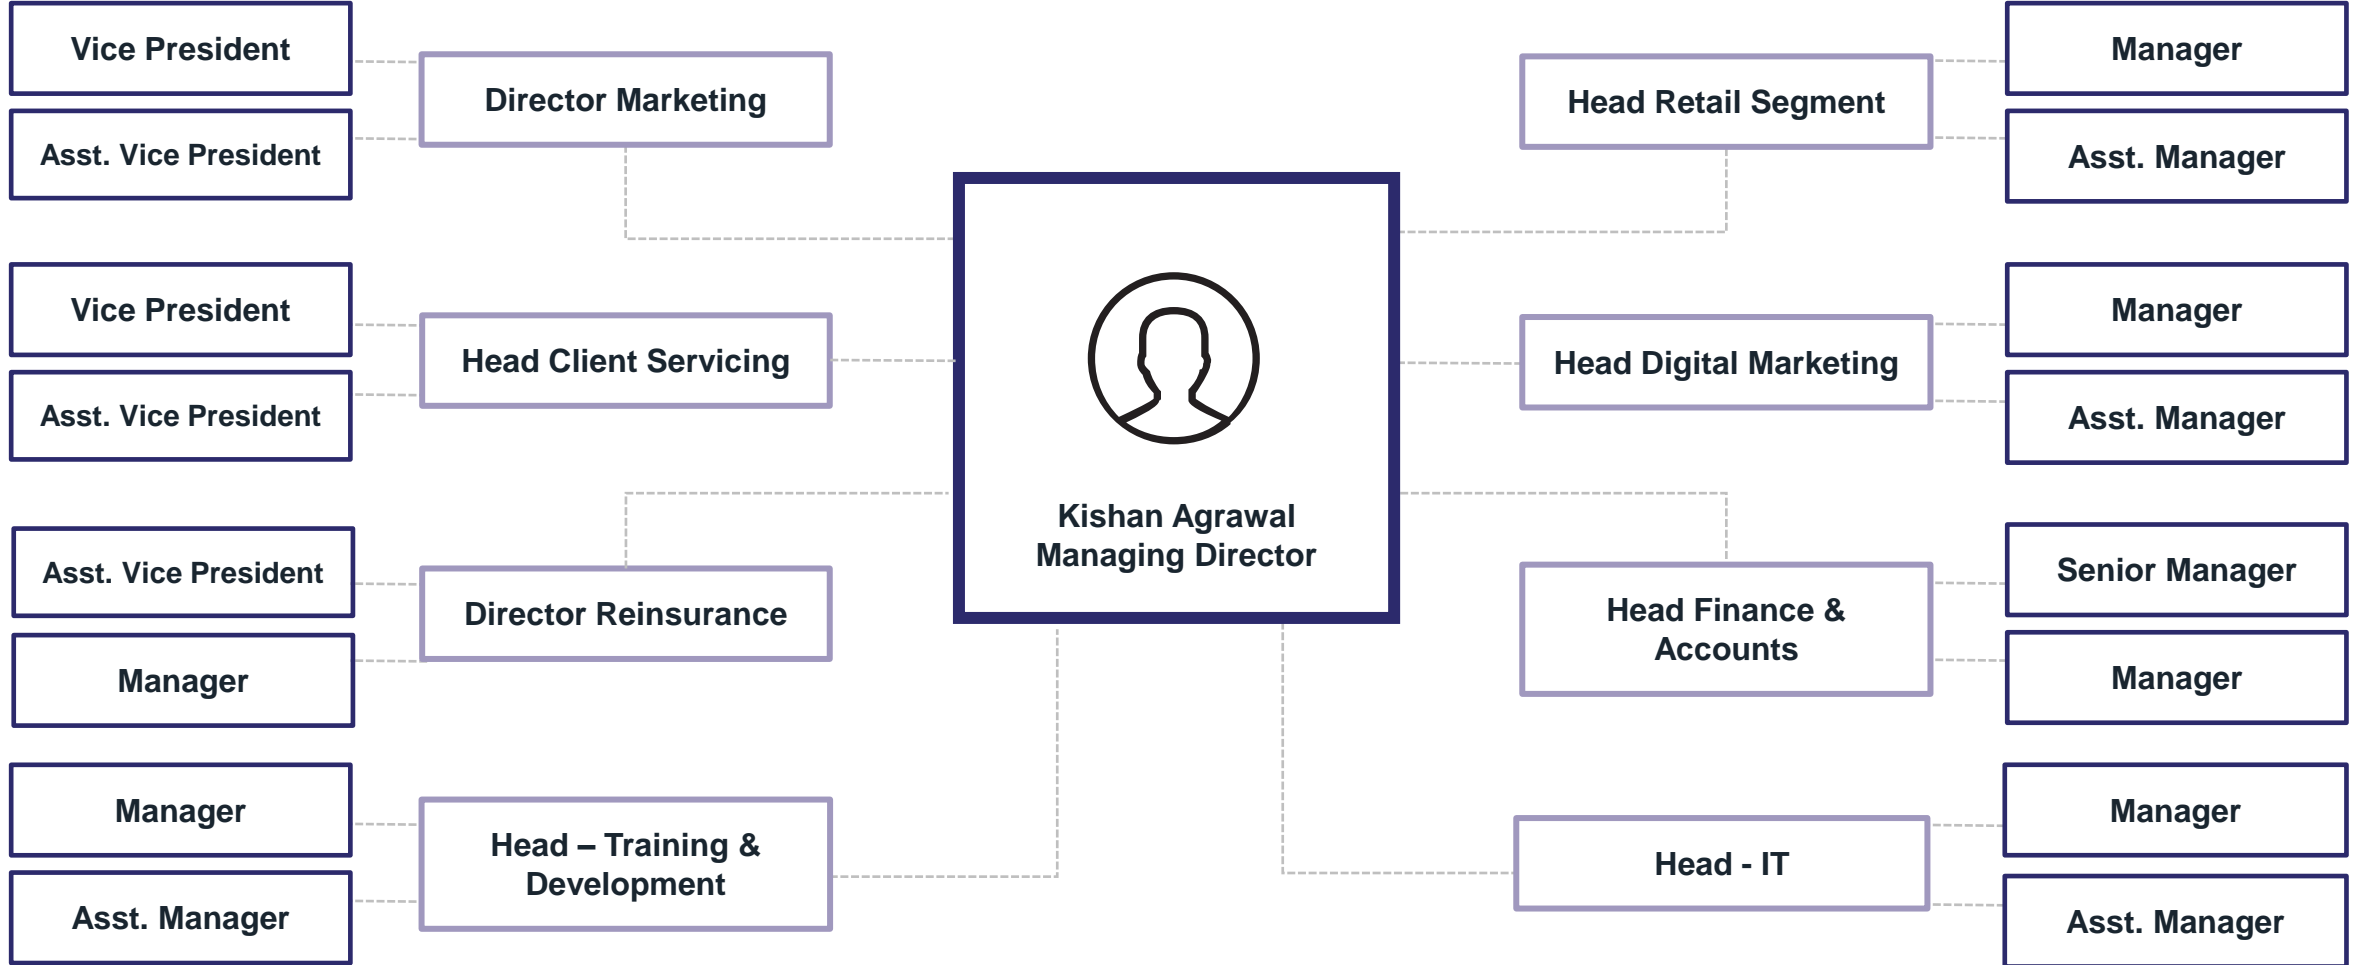 Vice President
Director Marketing
Asst. Vice President
Vice President
Head Client Servicing
Asst. Vice President
Asst. Vice President
Director Reinsurance
Manager
Manager
Head – Training &
Development
Asst. Manager
Kishan Agrawal
Managing Director
Manager
Head Retail Segment
Asst. Manager
Manager
Head Digital Marketing
Asst. Manager
Senior Manager
Head Finance &
Accounts
Manager
Manager
Head - IT
Asst. Manager